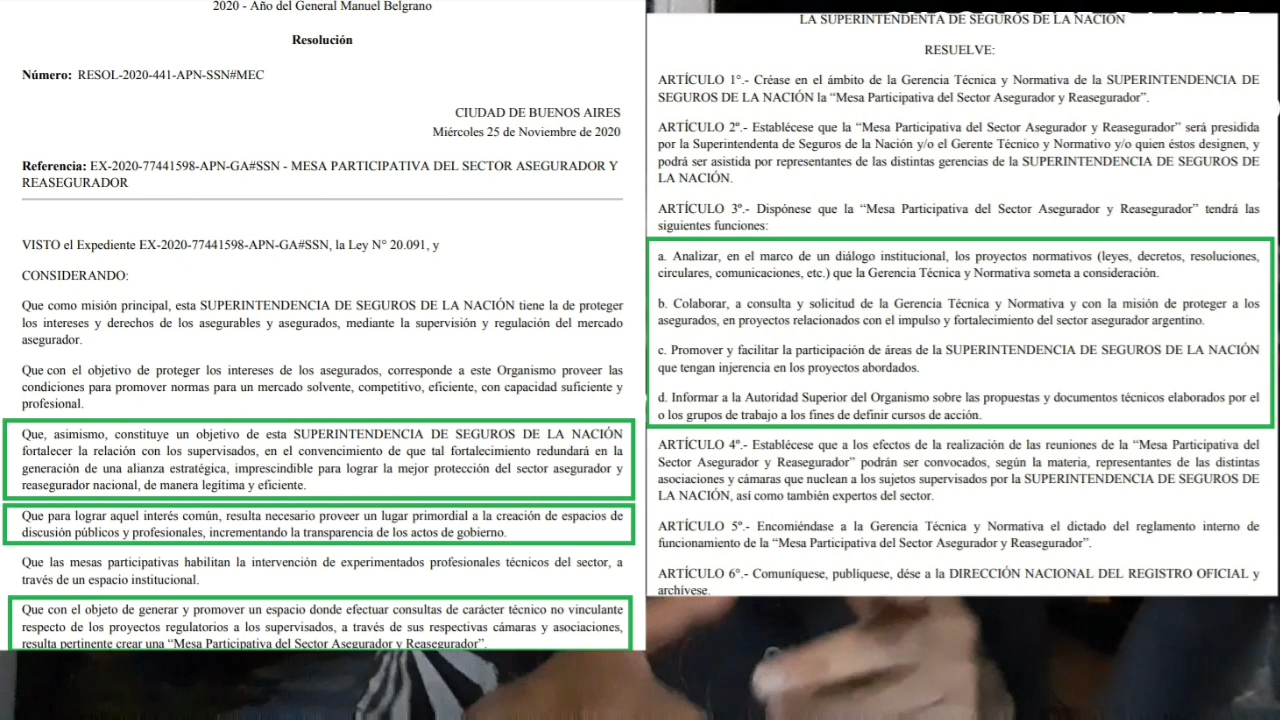 2020 - Año del General Manuel Belgrano
Resolución
Número: RESOL-2020-441-APN-SSN#MEC
CIUDAD DE BUENOS AIRES
Miércoles 25 de Noviembre de 2020
Referencia: EX-2020-77441598-APN-GA#SSN - MESA PARTICIPATIVA DEL SECTOR ASEGURADOR Y
REASEGURADOR
VISTO el Expediente EX-2020-77441598-APN-GA#SSN, la Ley N° 20.091, y
CONSIDERANDO:
Que como misión principal, esta SUPERINTENDENCIA DE SEGUROS DE LA NACIÓN tiene la de proteger
los intereses y derechos de los asegurables y asegurados, mediante la supervisión y regulación del mercado
asegurador.
Que con el objetivo de proteger los intereses de los asegurados, corresponde a este Organismo proveer las
condiciones para promover normas para un mercado solvente, competitivo, eficiente, con capacidad suficiente y
profesional.
Que, asimismo, constituye un objetivo de esta SUPERINTENDENCIA DE SEGUROS DE LA NACIÓN
fortalecer la relación con los supervisados, en el convencimiento de que tal fortalecimiento redundará en la
generación de una alianza estratégica, imprescindible para lograr la mejor protección del sector asegurador y
reasegurador nacional, de manera legítima y eficiente.
Que para lograr aquel interés común, resulta necesario proveer un lugar primordial a la creación de espacios de
discusión públicos y profesionales, incrementando la transparencia de los actos de gobierno.
Que las mesas participativas habilitan la intervención de experimentados profesionales técnicos del sector, a
través de un espacio institucional.
Que con el objeto de generar y promover un espacio donde efectuar consultas de carácter técnico no vinculante
respecto de los proyectos regulatorios a los supervisados, a través de sus respectivas cámaras y asociaciones,
resulta pertinente crear una “Mesa Participativa del Sector Asegurador y Reasegurador”.
LA SUPERINTENDENTA DE SEGUROS DE LA NACIÓN
RESUELVE:
ARTÍCULO 1°.- Créase en el ámbito de la Gerencia Técnica y Normativa de la SUPERINTENDENCIA DE
SEGUROS DE LA NACIÓN la “Mesa Participativa del Sector Asegurador y Reasegurador”.
ARTÍCULO 2º.- Establécese que la “Mesa Participativa del Sector Asegurador y Reasegurador” será presidida
por la Superintendenta de Seguros de la Nación y/o el Gerente Técnico y Normativo y/o quien éstos designen, y
podrá ser asistida por representantes de las distintas gerencias de la SUPERINTENDENCIA DE SEGUROS DE
LA NACIÓN.
ARTÍCULO 3º.- Dispónese que la “Mesa Participativa del Sector Asegurador y Reasegurador” tendrá las
siguientes funciones:
a. Analizar, en el marco de un diálogo institucional, los proyectos normativos (leyes, decretos, resoluciones,
circulares, comunicaciones, etc.) que la Gerencia Técnica y Normativa someta a consideración.
b. Colaborar, a consulta y solicitud de la Gerencia Técnica y Normativa y con la misión de proteger a los
asegurados, en proyectos relacionados con el impulso y fortalecimiento del sector asegurador argentino.
c. Promover y facilitar la participación de áreas de la SUPERINTENDENCIA DE SEGUROS DE LA NACIÓN
que tengan injerencia en los proyectos abordados.
d. Informar a la Autoridad Superior del Organismo sobre las propuestas y documentos técnicos elaborados por el
o los grupos de trabajo a los fines de definir cursos de acción.
ARTÍCULO 4º.- Establécese que a los efectos de la realización de las reuniones de la “Mesa Participativa del
Sector Asegurador y Reasegurador” podrán ser convocados, según la materia, representantes de las distintas
asociaciones y cámaras que nuclean a los sujetos supervisados por la SUPERINTENDENCIA DE SEGUROS DE
LA NACIÓN, así como también expertos del sector.
ARTÍCULO 5º.- Encomiéndase a la Gerencia Técnica y Normativa el dictado del reglamento interno de
funcionamiento de la “Mesa Participativa del Sector Asegurador y Reasegurador”.
ARTÍCULO 6°.- Comuníquese, publíquese, dése a la DIRECCIÓN NACIONAL DEL REGISTRO OFICIAL y
archívese.